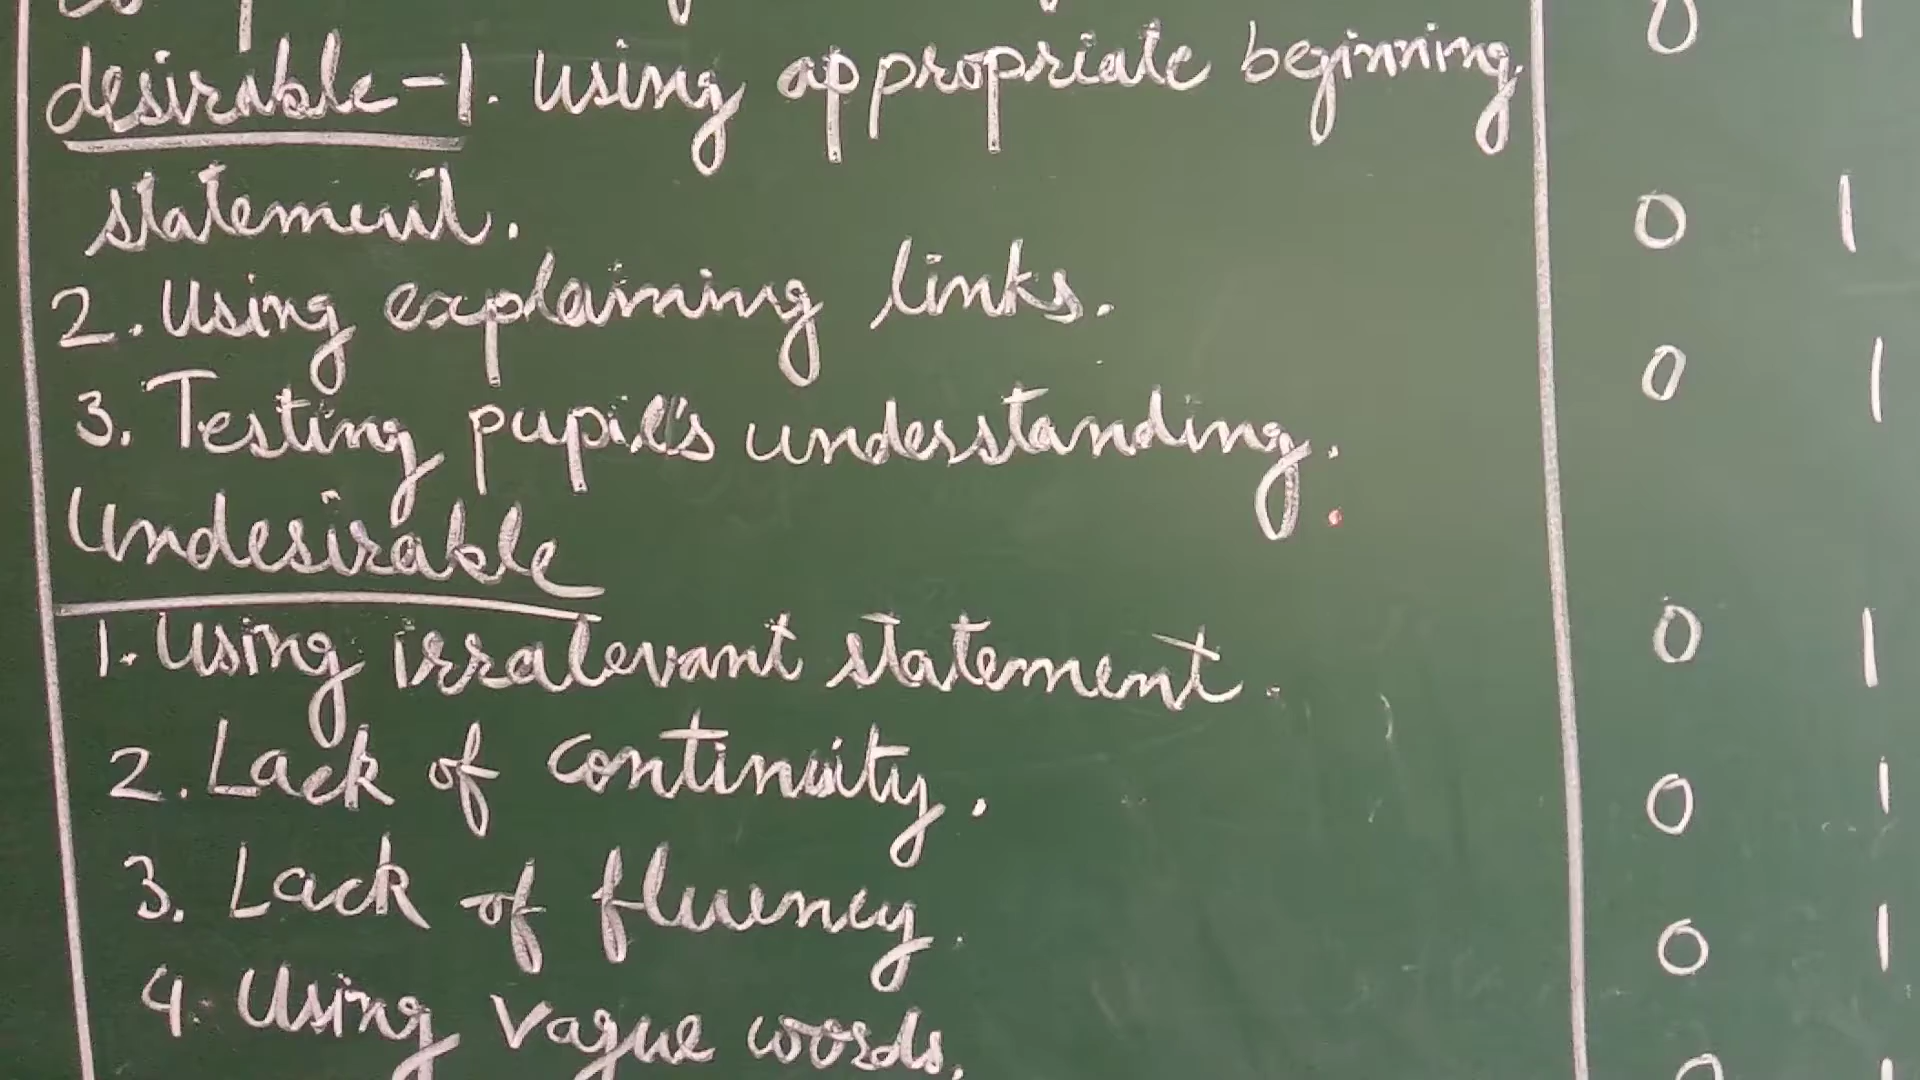 desirable-1. Using appropriate beginning
statement.
0 1
2. Using explaining links.
0 1
3. Testing pupil's understanding.
Undesirable
1. Using irralevant statement.
0 1
2. Lack of continuity.
0 1
3. Lack of fluency.
0 1
4. Using vague words.
0 1